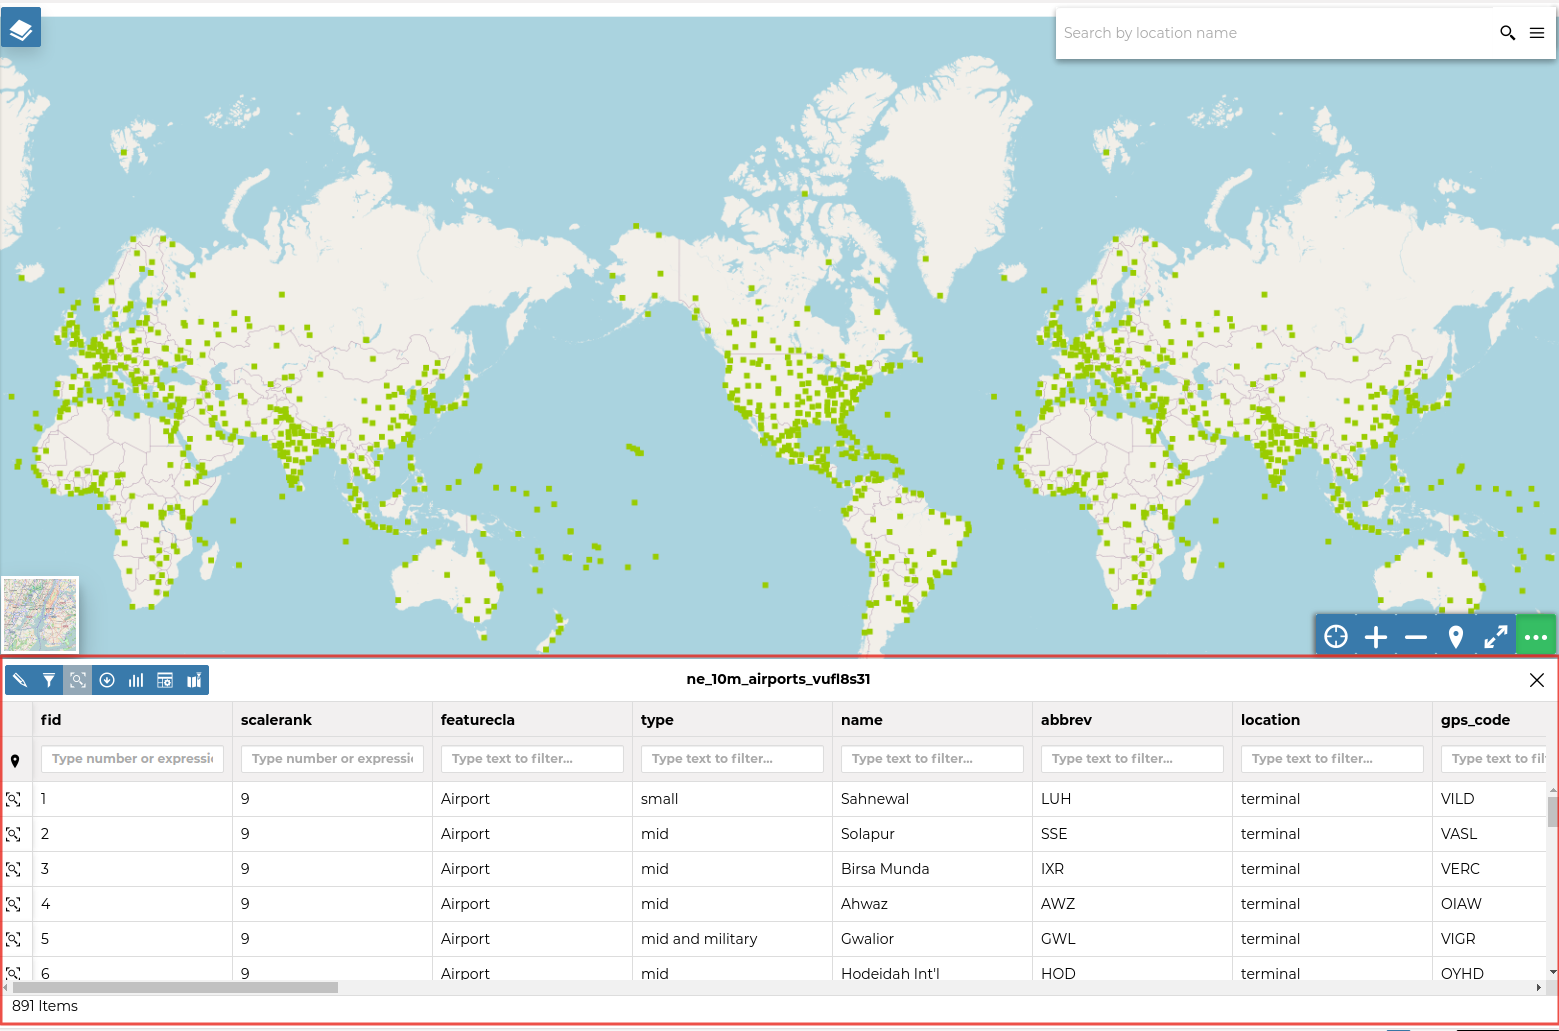 Search by location name
ne_10m_airports_vufl8s31
fid scalerank featurecla type name abbrev location gps_code
Type number or expressi Type number or expressi Type text to filter... Type text to filter... Type text to filter... Type text to filter... Type text to filter... Type text to fil
1 9 Airport small Sahnewal LUH terminal VILD
2 9 Airport mid Solapur SSE terminal VASL
3 9 Airport mid Birsa Munda IXR terminal VERC
4 9 Airport mid Ahwaz AWZ terminal OIAW
5 9 Airport mid and military Gwalior GWL terminal VIGR
6 9 Airport mid Hodeidah Int'l HOD terminal OYHD
891 Items